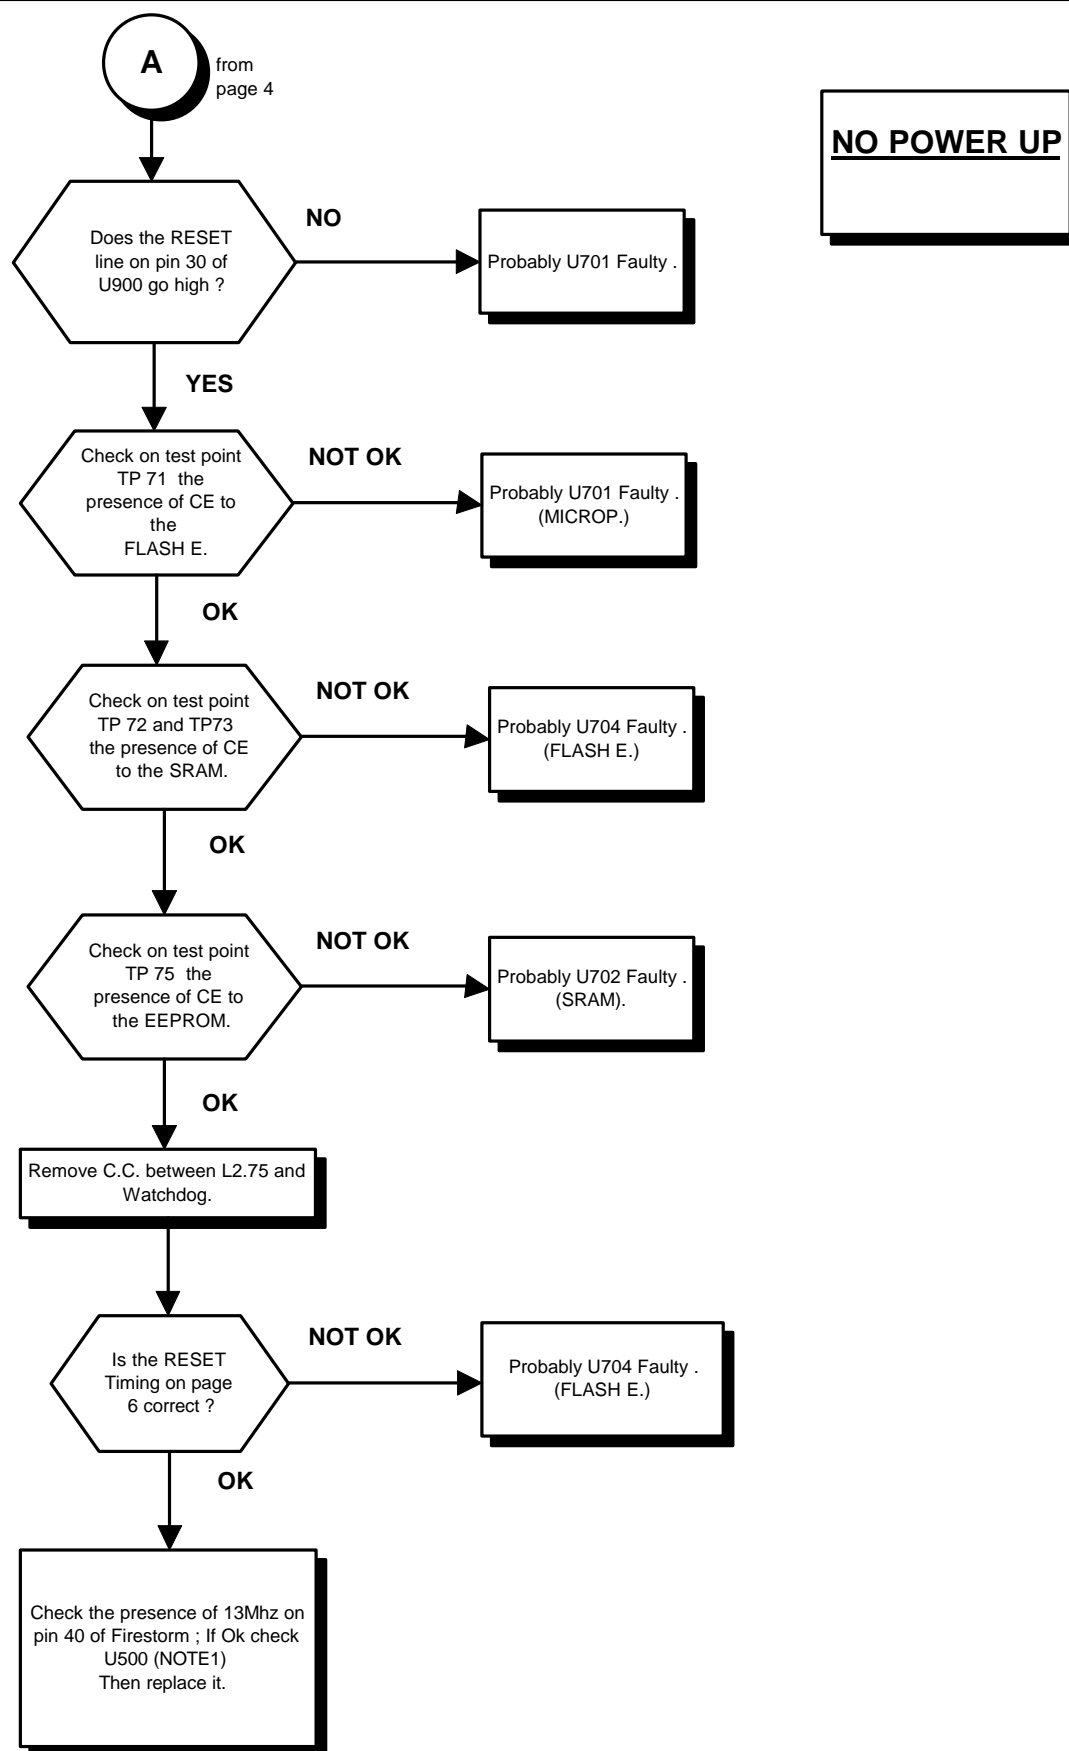 A
from
page 4
NO POWER UP
Does the RESET
line on pin 30 of
U900 go high ?
NO
Probably U701 Faulty .
YES
Check on test point
TP 71 the
presence of CE to
the
FLASH E.
NOT OK
Probably U701 Faulty .
(MICROP.)
OK
Check on test point
TP 72 and TP73
the presence of CE
to the SRAM.
NOT OK
Probably U704 Faulty .
(FLASH E.)
OK
Check on test point
TP 75 the
presence of CE to
the EEPROM.
NOT OK
Probably U702 Faulty .
(SRAM).
OK
Remove C.C. between L2.75 and
Watchdog.
Is the RESET
Timing on page
6 correct ?
NOT OK
Probably U704 Faulty .
(FLASH E.)
OK
Check the presence of 13Mhz on
pin 40 of Firestorm ; If Ok check
U500 (NOTE1)
Then replace it.